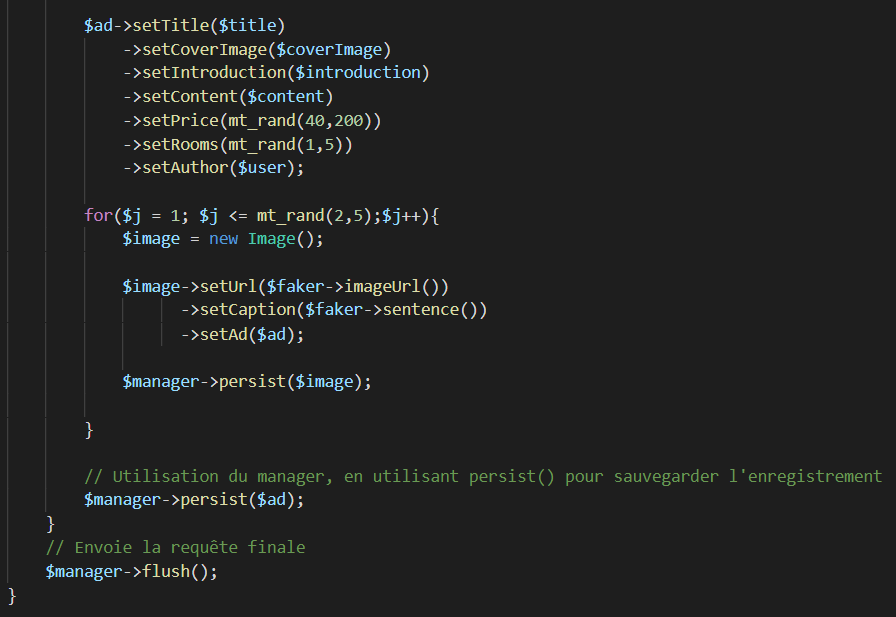 $ad->setTitle($title)
->setCoverImage($coverImage)
->setIntroduction($introduction)
->setContent($content)
->setPrice(mt_rand(40,200))
->setRooms(mt_rand(1,5))
->setAuthor($user);
for($j = 1; $j <= mt_rand(2,5);$j++){
$image = new Image();
$image->setUrl($faker->imageUrl())
->setCaption($faker->sentence())
->setAd($ad);
$manager->persist($image);
}
// Utilisation du manager, en utilisant persist() pour sauvegarder l'enregistrement
$manager->persist($ad);
}
// Envoie la requête finale
$manager->flush();
}